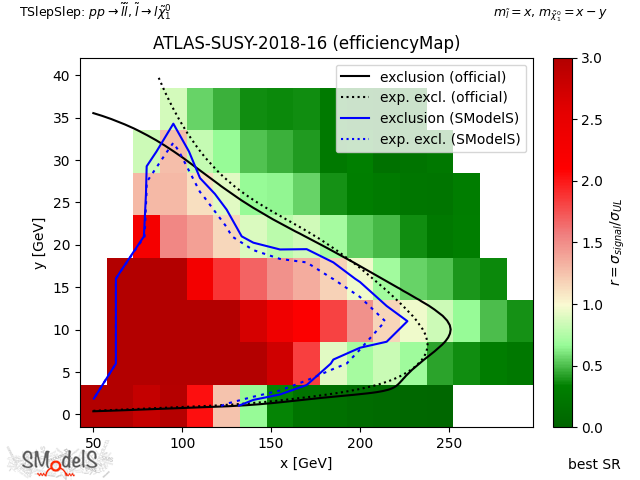 TSlepSlep: pp → l̃l̃, l̃ → lχ̃₁⁰
m_l̃ = x, m_χ̃₁⁰ = x − y
ATLAS-SUSY-2018-16 (efficiencyMap)
exclusion (official)
exp. excl. (official)
exclusion (SModelS)
exp. excl. (SModelS)
y [GeV]
40
35
30
25
20
15
10
5
0
50
100
150
200
250
x [GeV]
3.0
2.5
2.0
1.5
1.0
0.5
0.0
r = σ_signal/σ_UL
SModelS
best SR